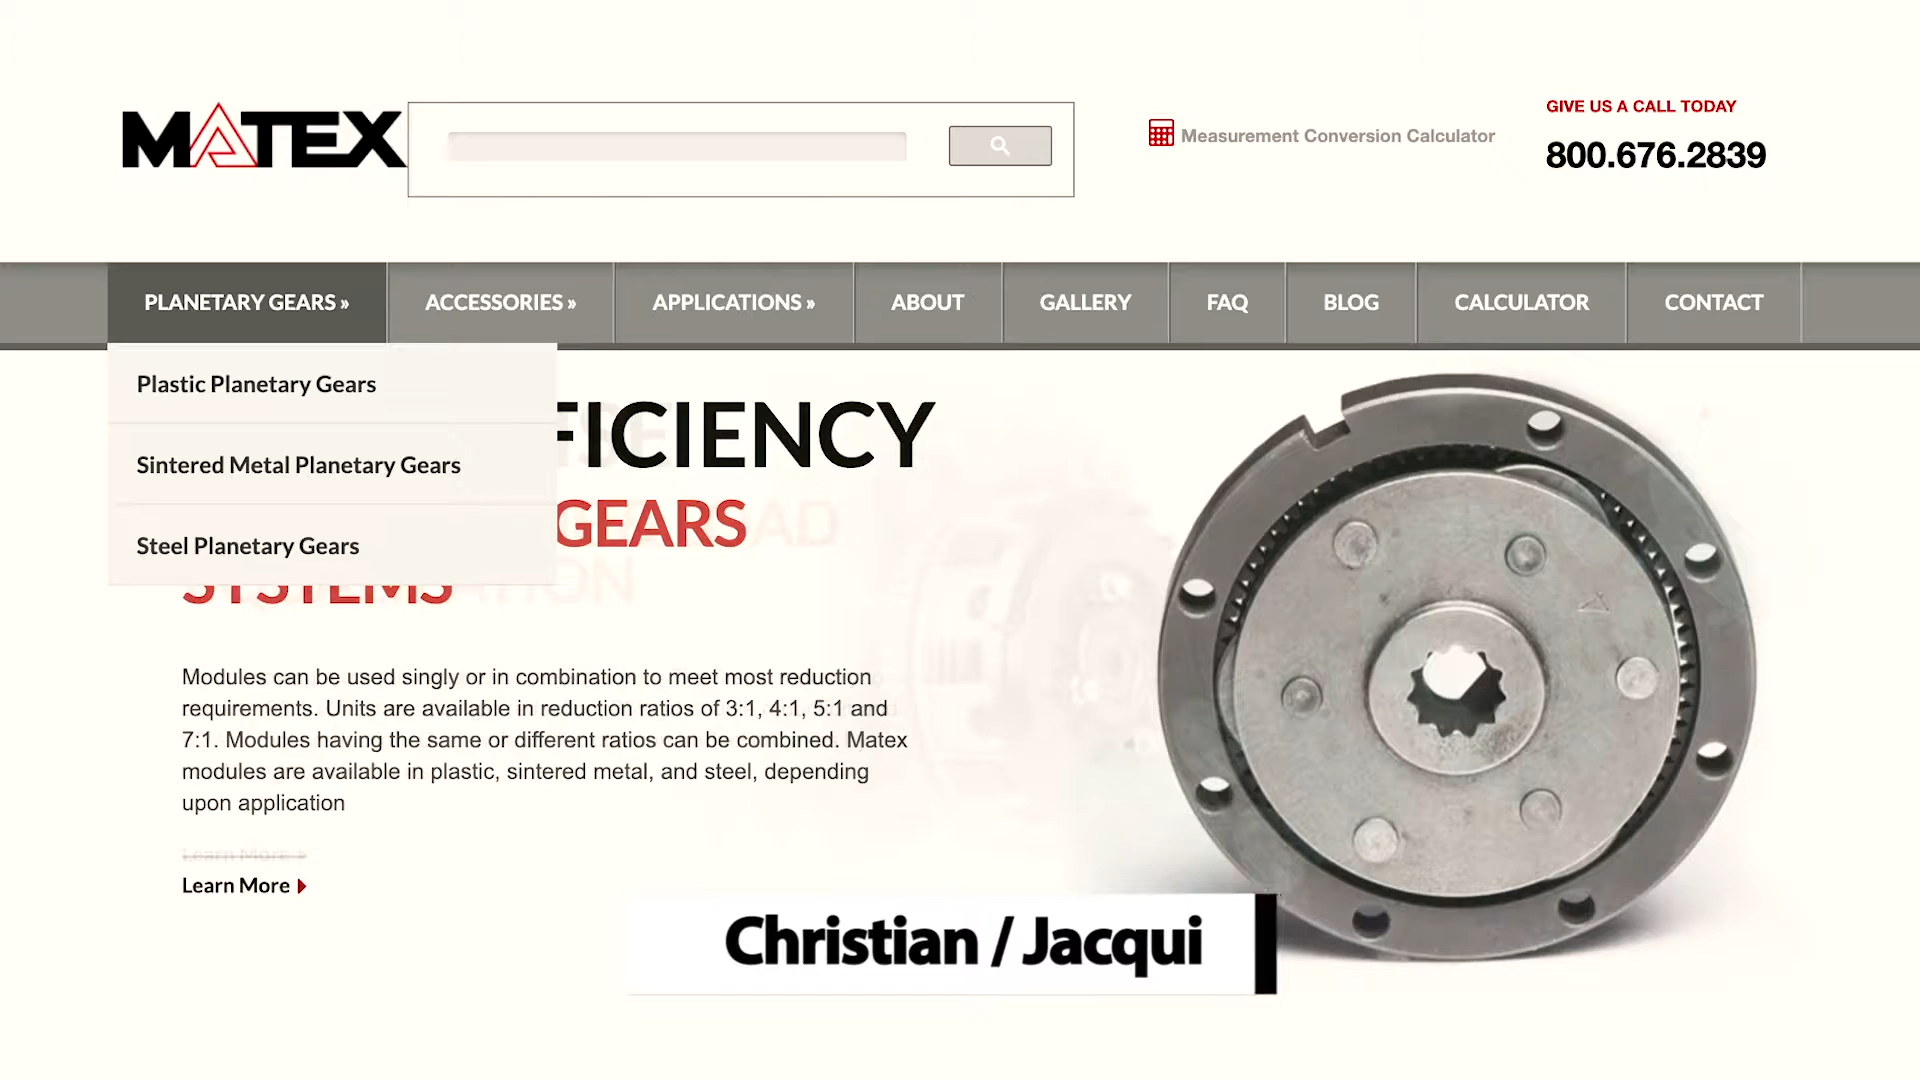 MATEX
Measurement Conversion Calculator
GIVE US A CALL TODAY
800.676.2839
PLANETARY GEARS » ACCESSORIES » APPLICATIONS » ABOUT GALLERY FAQ BLOG CALCULATOR CONTACT
Plastic Planetary Gears
Sintered Metal Planetary Gears
Steel Planetary Gears
FICIENCY
GEARS
SYSTEMS
Modules can be used singly or in combination to meet most reduction
requirements. Units are available in reduction ratios of 3:1, 4:1, 5:1 and
7:1. Modules having the same or different ratios can be combined. Matex
modules are available in plastic, sintered metal, and steel, depending
upon application
Learn More
Learn More
Christian / Jacqui